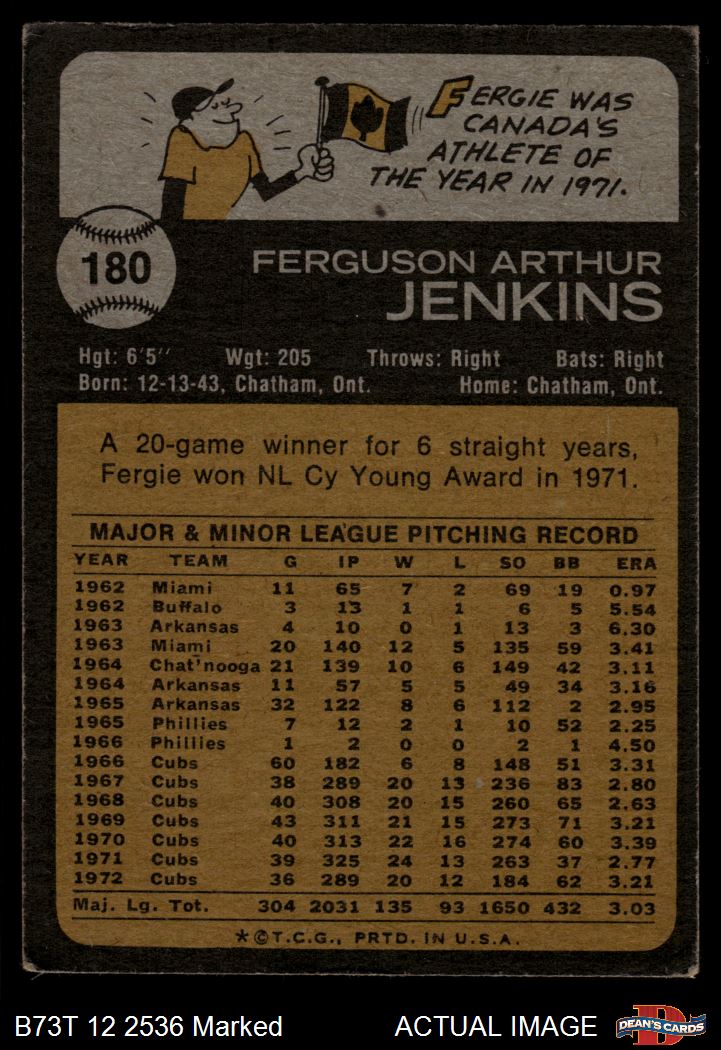 FERGIE WAS
CANADA'S
ATHLETE OF
THE YEAR IN 1971.
180
FERGUSON ARTHUR
JENKINS
Hgt: 6'5" Wgt: 205 Throws: Right Bats: Right
Born: 12-13-43, Chatham, Ont. Home: Chatham, Ont.
A 20-game winner for 6 straight years,
Fergie won NL Cy Young Award in 1971.
MAJOR & MINOR LEAGUE PITCHING RECORD
YEAR TEAM G IP W L SO BB ERA
1962 Miami 11 65 7 2 69 19 0.97
1962 Buffalo 3 13 1 1 6 5 5.54
1963 Arkansas 4 10 0 1 13 3 6.30
1963 Miami 20 140 12 5 135 59 3.41
1964 Chat'nooga 21 139 10 6 149 42 3.11
1964 Arkansas 11 57 5 5 49 34 3.16
1965 Arkansas 32 122 8 6 112 2 2.95
1965 Phillies 7 12 2 1 10 52 2.25
1966 Phillies 1 2 0 0 2 1 4.50
1966 Cubs 60 182 6 8 148 51 3.31
1967 Cubs 38 289 20 13 236 83 2.80
1968 Cubs 40 308 20 15 260 65 2.63
1969 Cubs 43 311 21 15 273 71 3.21
1970 Cubs 40 313 22 16 274 60 3.39
1971 Cubs 39 325 24 13 263 37 2.77
1972 Cubs 36 289 20 12 184 62 3.21
Maj. Lg. Tot. 304 2031 135 93 1650 432 3.03
*©T.C.G., PRTD. IN U.S.A.
B73T 12 2536 Marked ACTUAL IMAGE D DEAN'S CARDS